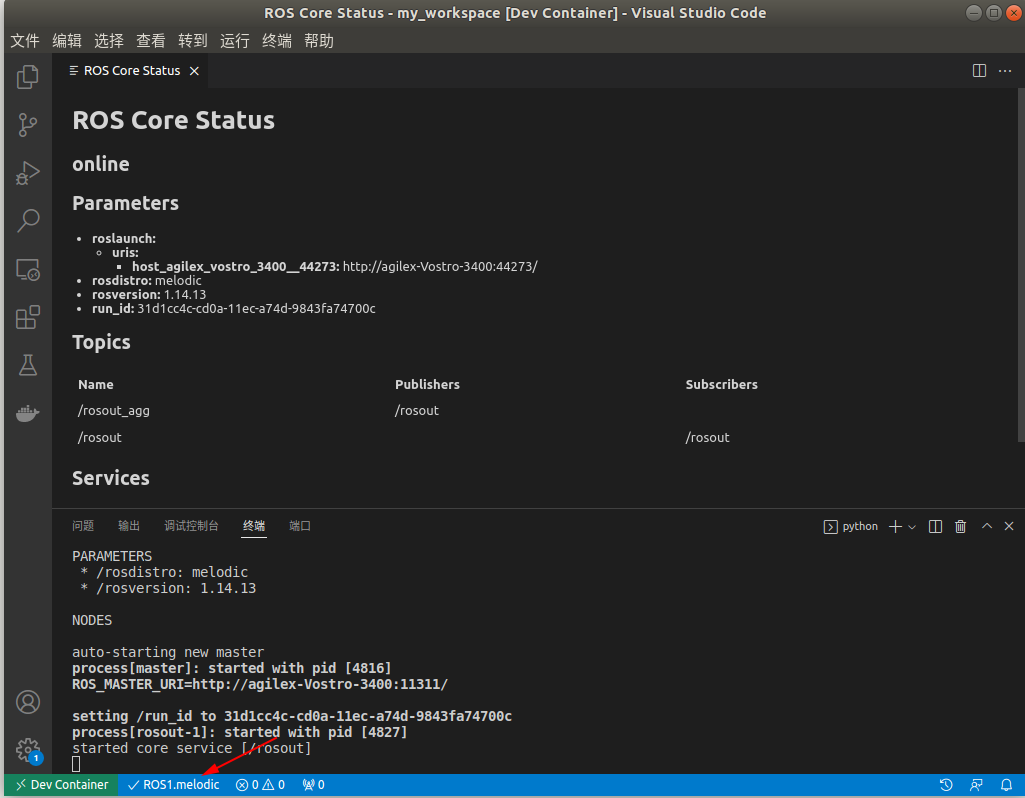 ROS Core Status - my_workspace [Dev Container] - Visual Studio Code
文件 编辑 选择 查看 转到 运行 终端 帮助
ROS Core Status
ROS Core Status
online
Parameters
roslaunch:
uris:
host_agilex_vostro_3400__44273: http://agilex-Vostro-3400:44273/
rosdistro: melodic
rosversion: 1.14.13
run_id: 31d1cc4c-cd0a-11ec-a74d-9843fa74700c
Topics
Name Publishers Subscribers
/rosout_agg /rosout
/rosout /rosout
Services
问题 输出 调试控制台 终端 端口 python
PARAMETERS
* /rosdistro: melodic
* /rosversion: 1.14.13
NODES
auto-starting new master
process[master]: started with pid [4816]
ROS_MASTER_URI=http://agilex-Vostro-3400:11311/
setting /run_id to 31d1cc4c-cd0a-11ec-a74d-9843fa74700c
process[rosout-1]: started with pid [4827]
started core service [/rosout]
1
Dev Container ROS1.melodic 0 0 0